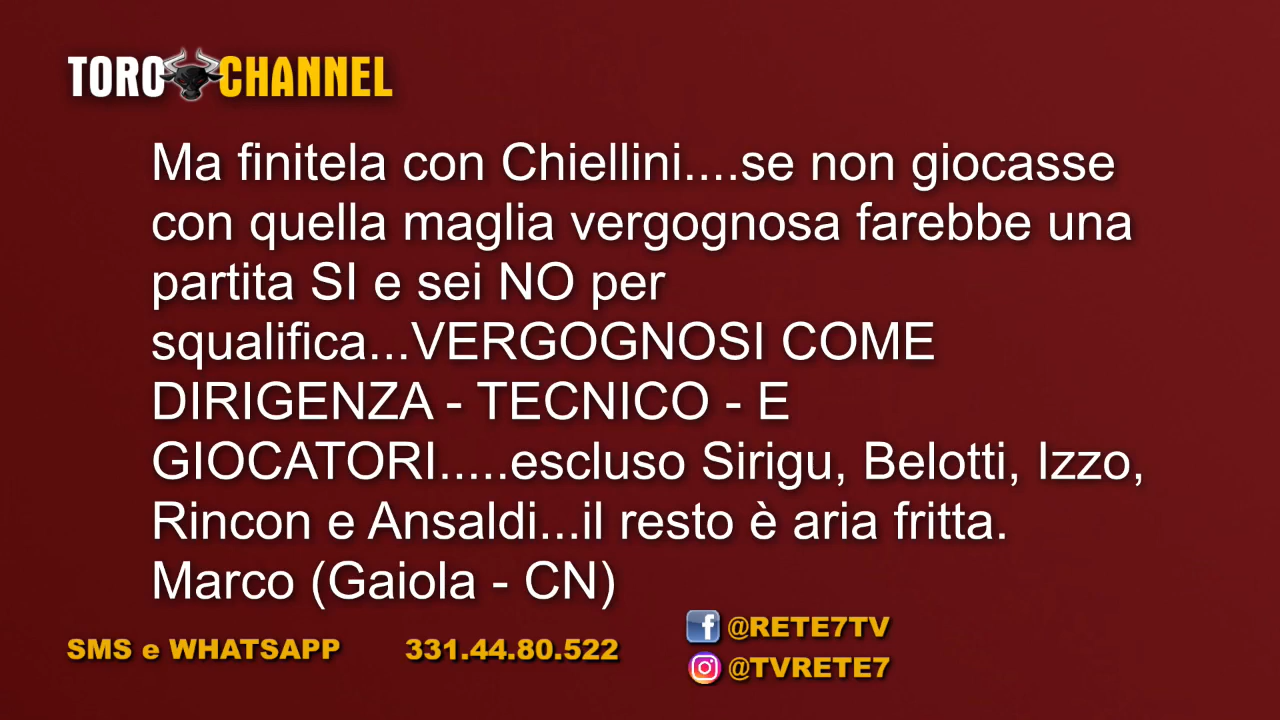 TORO CHANNEL
Ma finitela con Chiellini....se non giocasse
con quella maglia vergognosa farebbe una
partita SI e sei NO per
squalifica...VERGOGNOSI COME
DIRIGENZA - TECNICO - E
GIOCATORI.....escluso Sirigu, Belotti, Izzo,
Rincon e Ansaldi...il resto è aria fritta.
Marco (Gaiola - CN)
SMS e WHATSAPP 331.44.80.522
f @RETE7TV
@TVRETE7